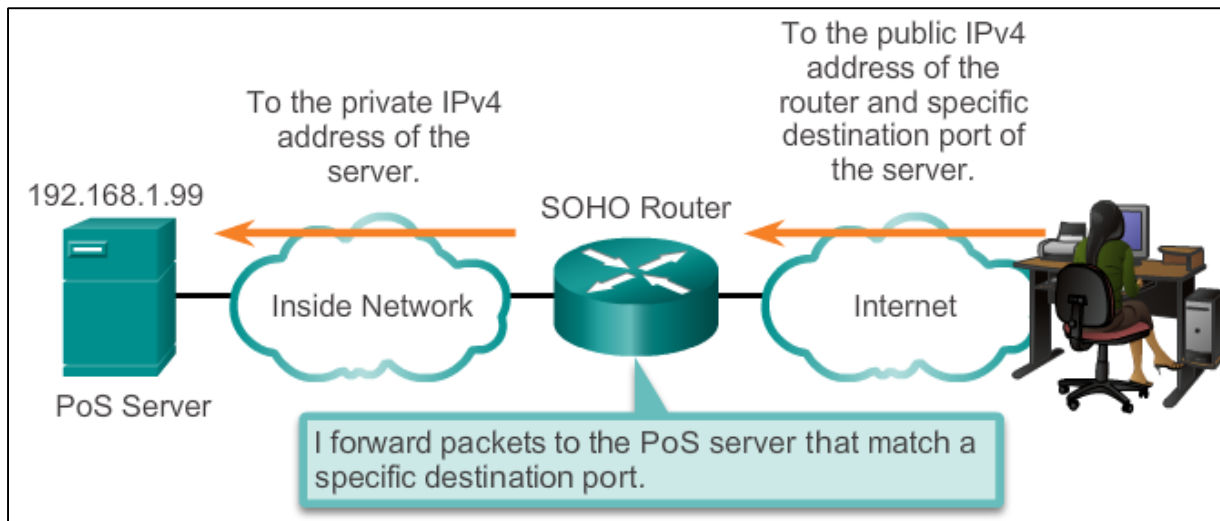 To the public IPv4
address of the
router and specific
destination port of
the server.
To the private IPv4
address of the
server.
192.168.1.99
SOHO Router
Inside Network
Internet
PoS Server
I forward packets to the PoS server that match a
specific destination port.